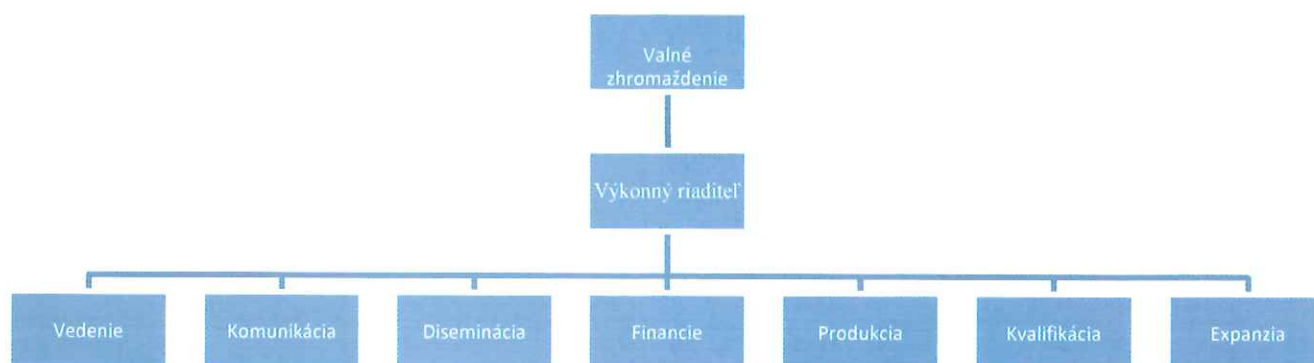 Valné
zhromaždenie
Výkonný riaditeľ
Vedenie
Komunikácia
Diseminácia
Financie
Produkcia
Kvalifikácia
Expanzia